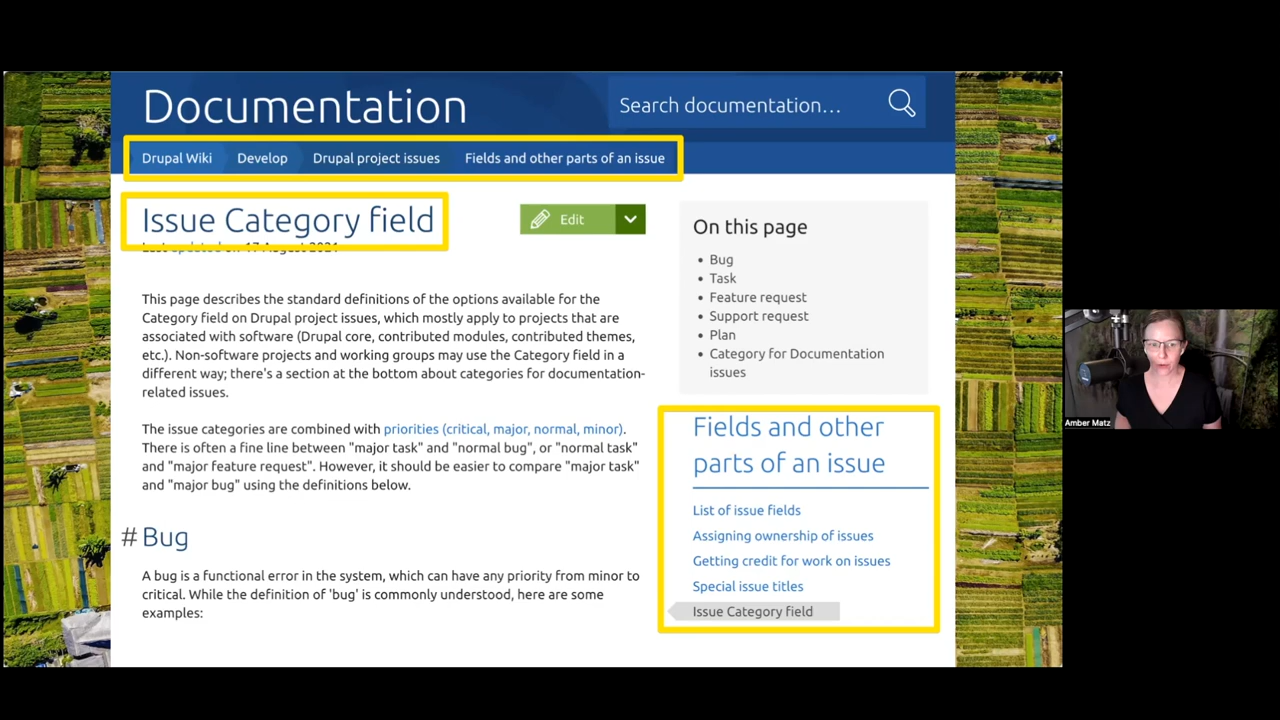 Documentation
Search documentation...
Drupal Wiki
Develop
Drupal project issues
Fields and other parts of an issue
Issue Category field
Last updated on 17 August 2021
Edit
This page describes the standard definitions of the options available for the
Category field on Drupal project issues, which mostly apply to projects that are
associated with software (Drupal core, contributed modules, contributed themes,
etc.). Non-software projects and working groups may use the Category field in a
different way; there's a section at the bottom about categories for documentation-
related issues.
The issue categories are combined with priorities (critical, major, normal, minor).
There is often a fine line between "major task" and "normal bug", or "normal task"
and "major feature request". However, it should be easier to compare "major task"
and "major bug" using the definitions below.
# Bug
A bug is a functional error in the system, which can have any priority from minor to
critical. While the definition of 'bug' is commonly understood, here are some
examples:
On this page
Bug
Task
Feature request
Support request
Plan
Category for Documentation
issues
Fields and other
parts of an issue
List of issue fields
Assigning ownership of issues
Getting credit for work on issues
Special issue titles
Issue Category field
Amber Matz